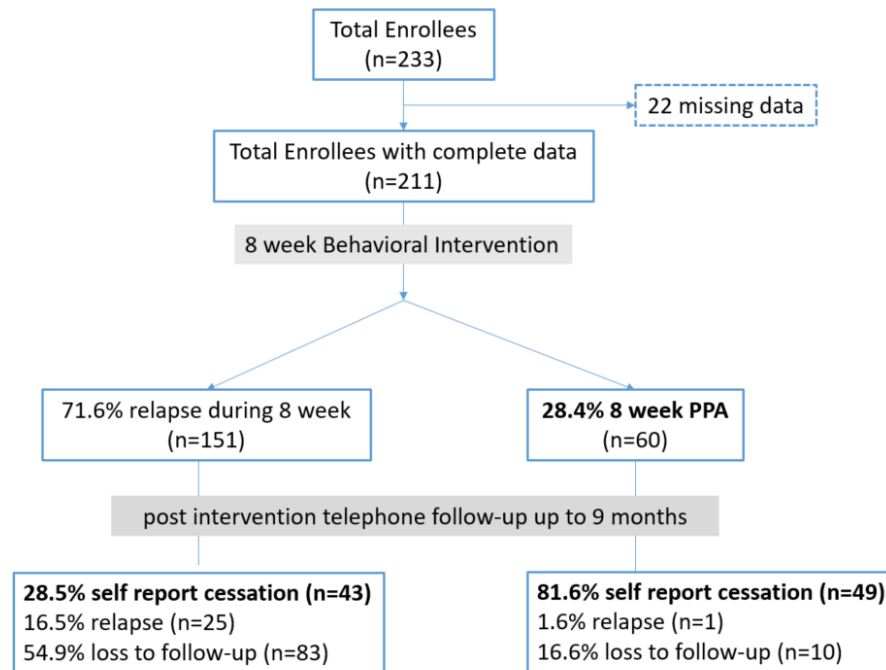 Total Enrollees
(n=233)
22 missing data
Total Enrollees with complete data
(n=211)
8 week Behavioral Intervention
71.6% relapse during 8 week
(n=151)
28.4% 8 week PPA
(n=60)
post intervention telephone follow-up up to 9 months
28.5% self report cessation (n=43)
16.5% relapse (n=25)
54.9% loss to follow-up (n=83)
81.6% self report cessation (n=49)
1.6% relapse (n=1)
16.6% loss to follow-up (n=10)